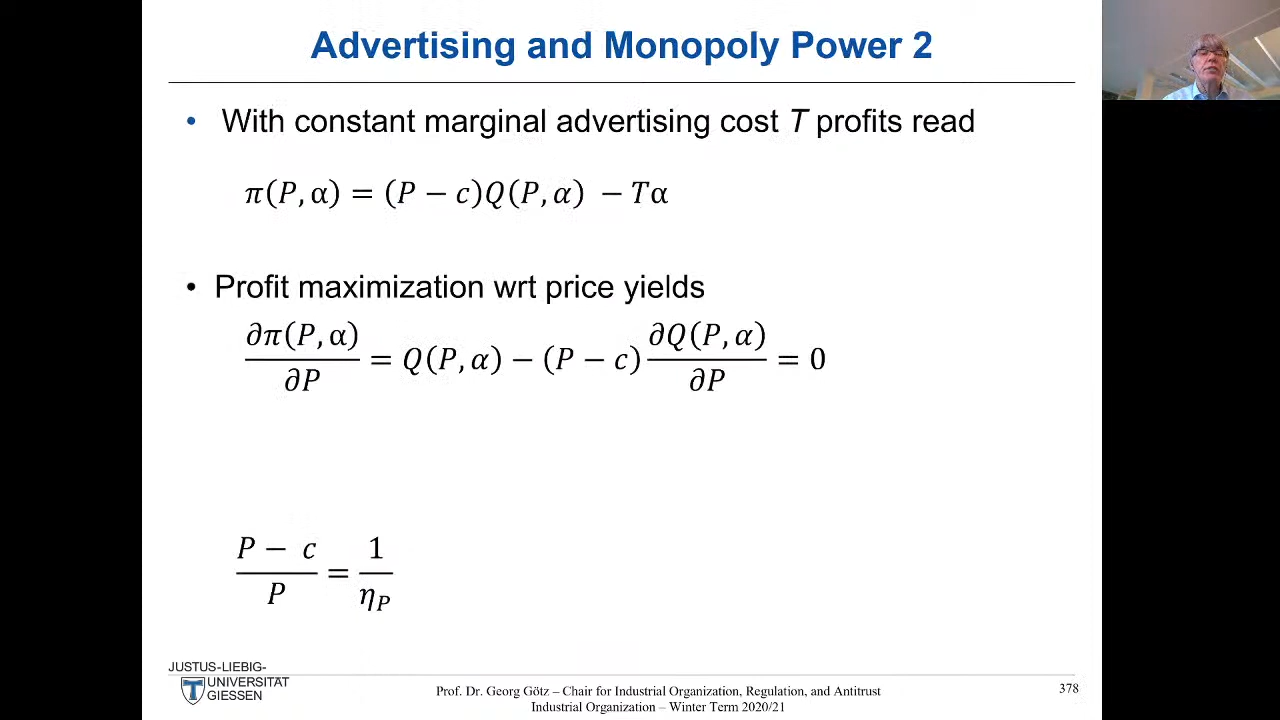 Advertising and Monopoly Power 2
• With constant marginal advertising cost T profits read
π(P, α) = (P − c)Q(P, α) − Tα
• Profit maximization wrt price yields
∂π(P, α)/∂P = Q(P, α) − (P − c) ∂Q(P, α)/∂P = 0
(P − c)/P = 1/η_P
JUSTUS-LIEBIG-
UNIVERSITÄT
GIESSEN
Prof. Dr. Georg Götz – Chair for Industrial Organization, Regulation, and Antitrust
Industrial Organization – Winter Term 2020/21
378